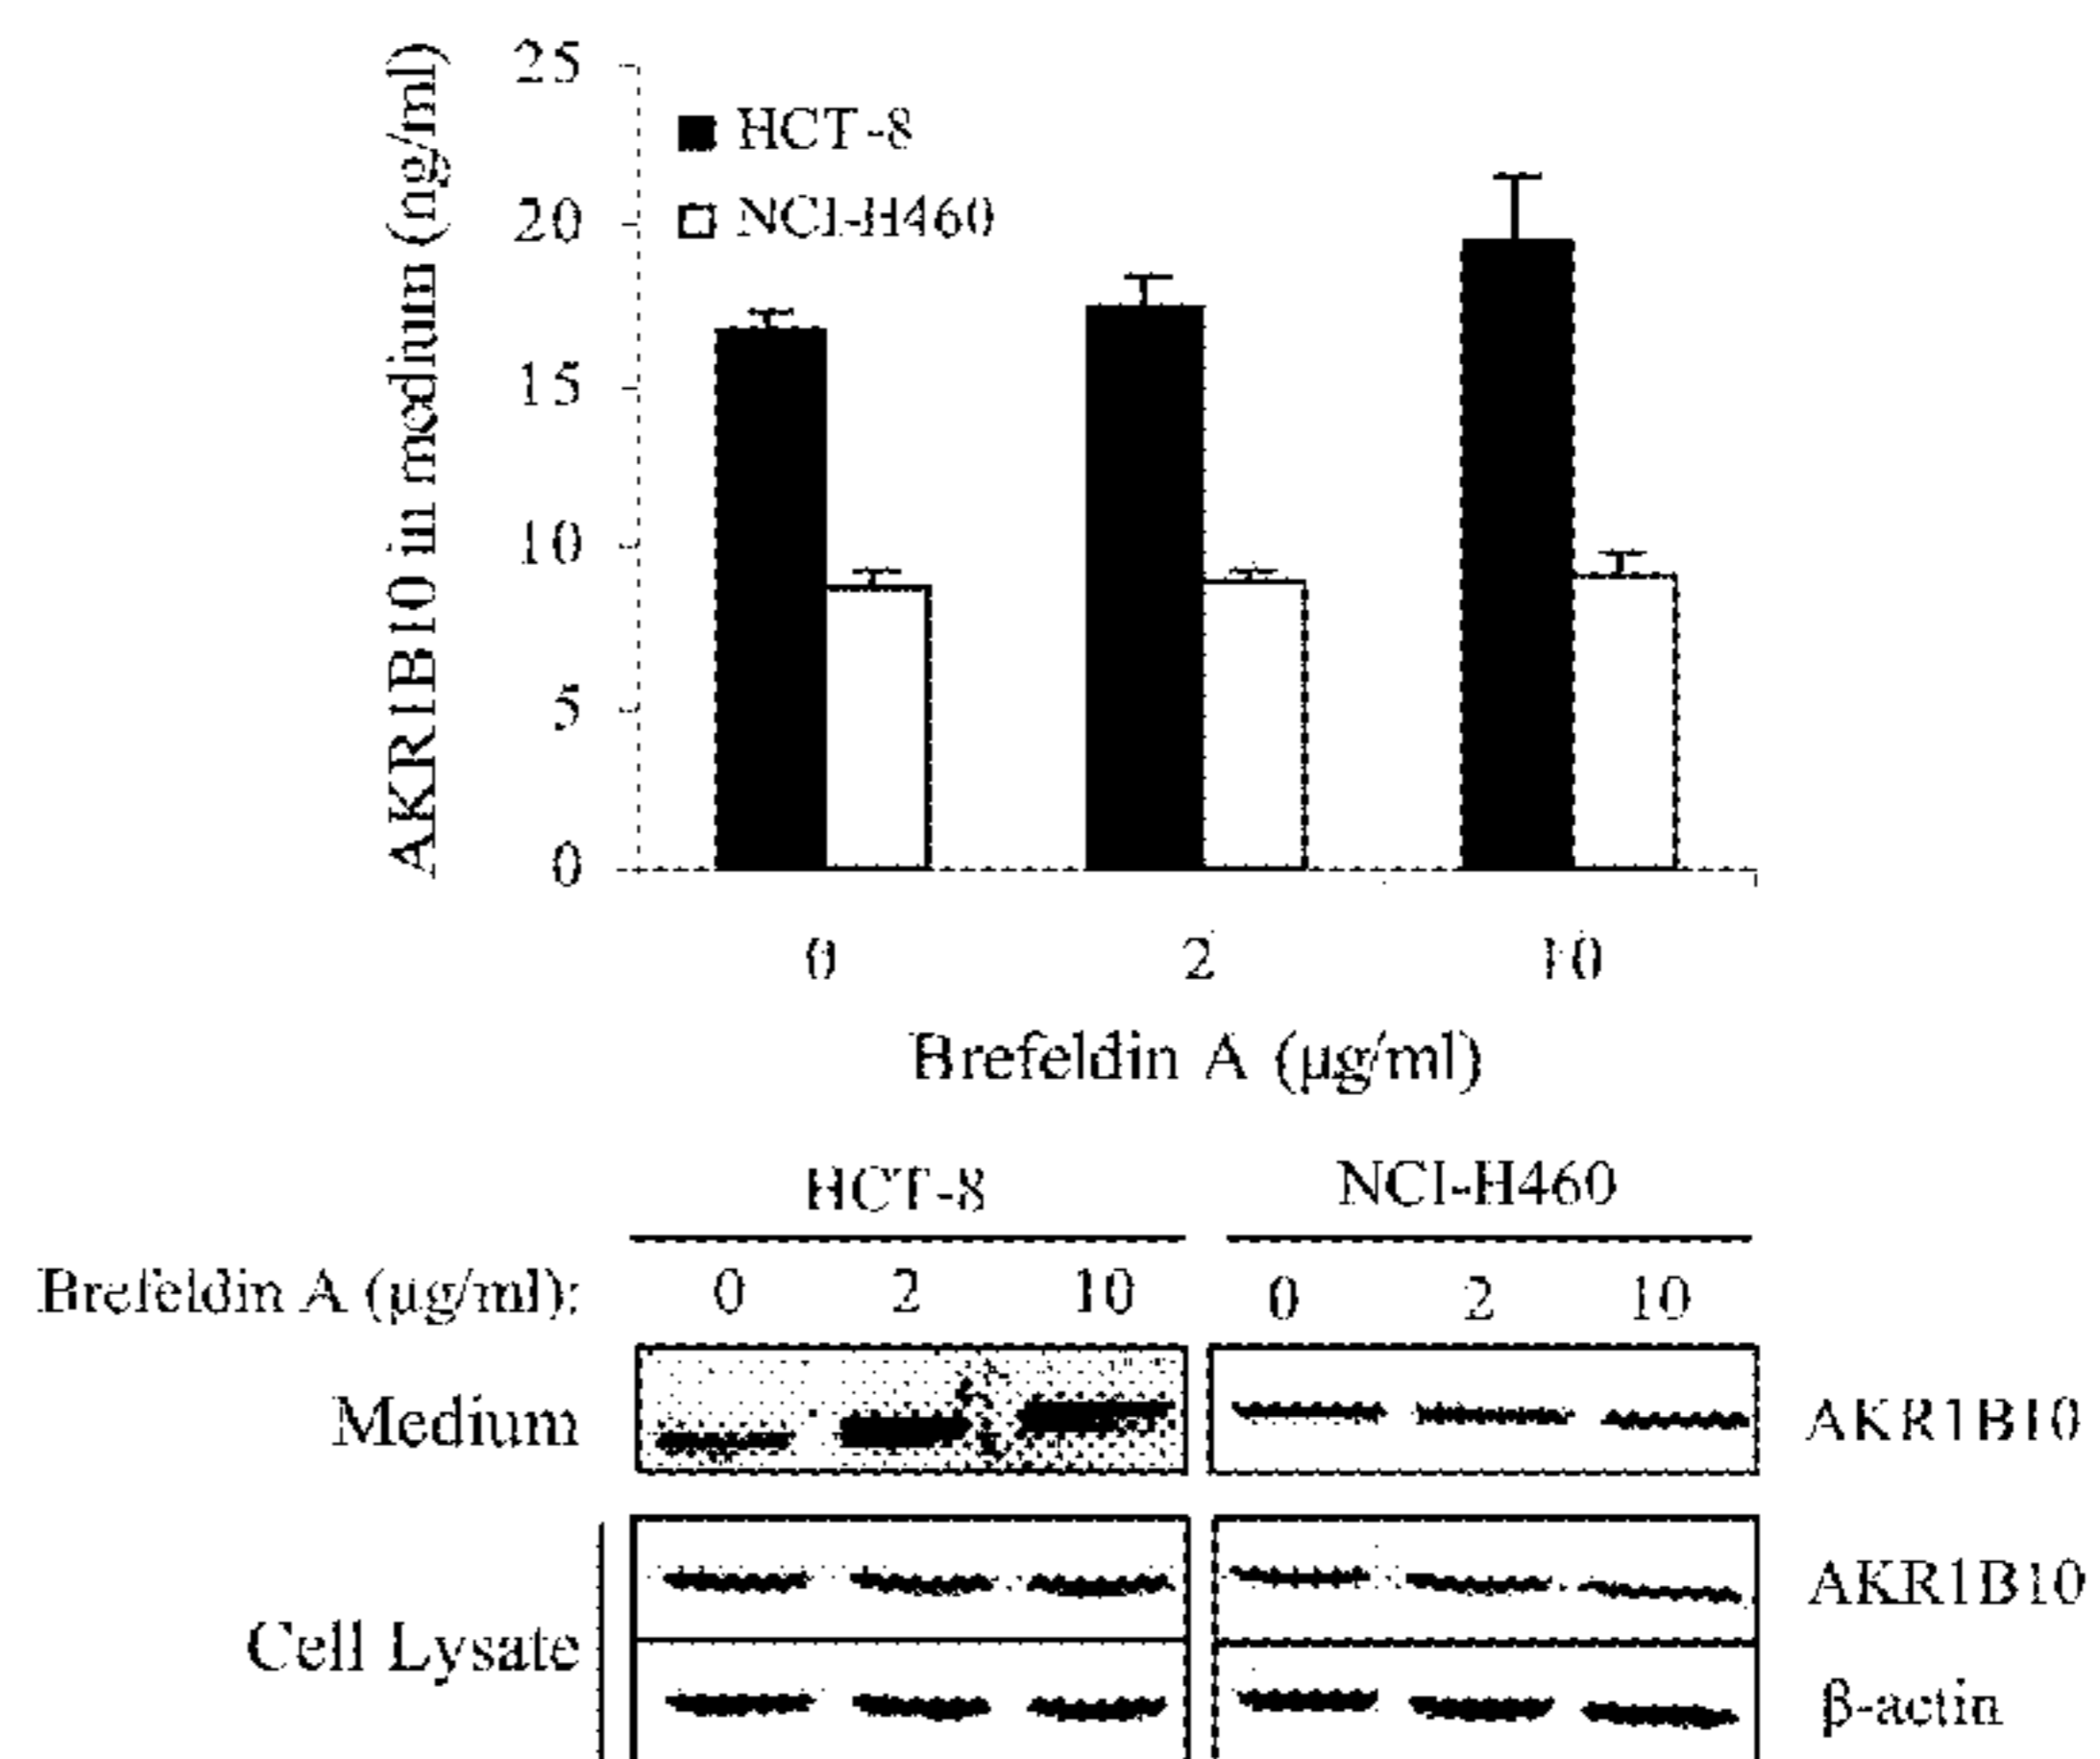 AKR1B10 in medium (ng/ml)
25
20
15
10
5
0
HCT-8
NCI-H460
0 2 10
Brefeldin A (µg/ml)
HCT-8 NCI-H460
Brefeldin A (µg/ml): 0 2 10 0 2 10
Medium AKR1B10
AKR1B10
Cell Lysate
β-actin